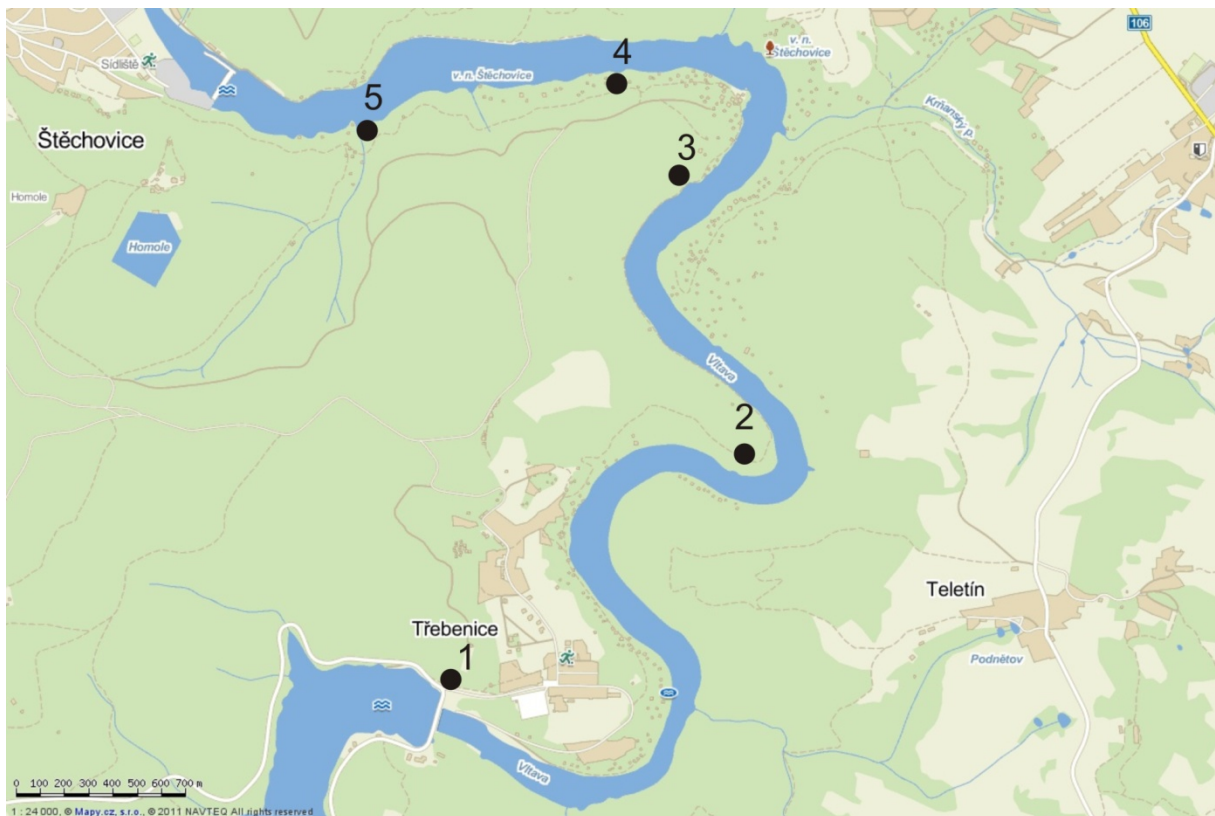 106
v. n.
Štěchovice
Sídliště
4
v. n. Štěchovice
5
Krňanský p.
Štěchovice
3
Homole
Homole
Vltava
2
Teletín
Třebenice
1
Podnětov
Vltava
0 100 200 300 400 500 600 700 m
1 : 24 000, © Mapy.cz, s.r.o., © 2011 NAVTEQ All rights reserved